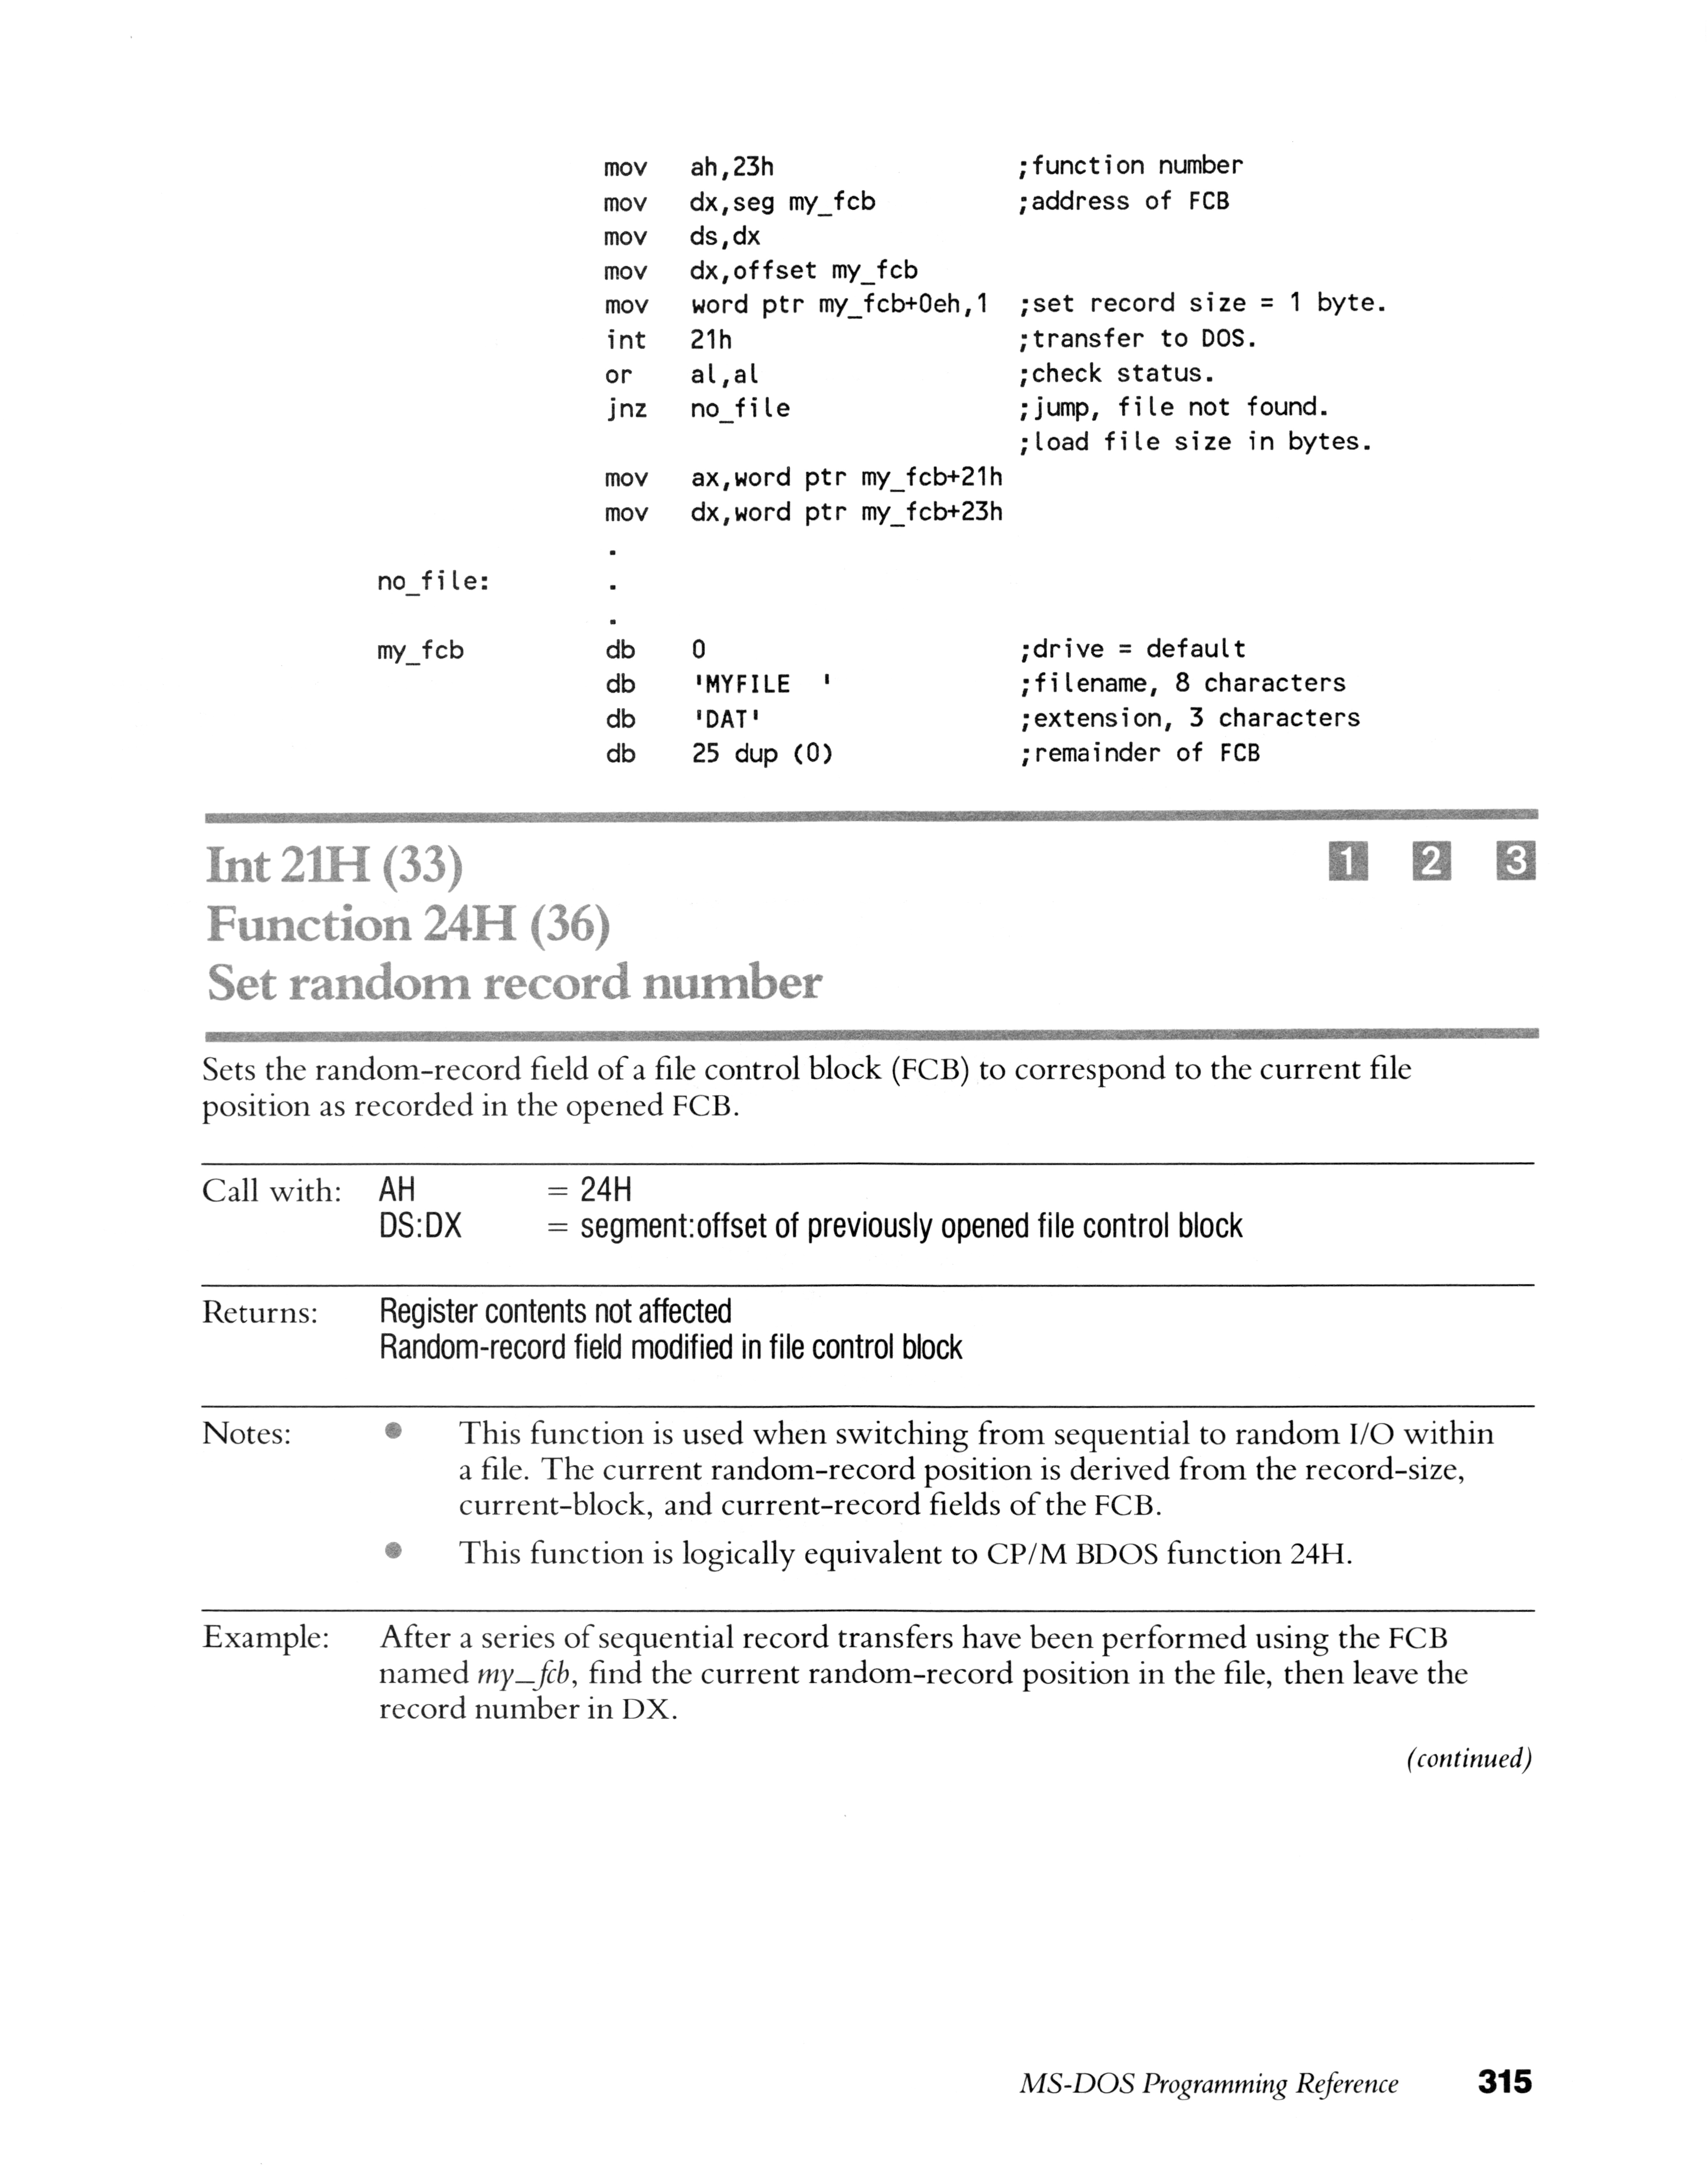 mov ah,23h ;function number
mov dx,seg my_fcb ;address of FCB
mov ds,dx
mov dx,offset my_fcb
mov word ptr my_fcb+0eh,1 ;set record size = 1 byte.
int 21h ;transfer to DOS.
or al,al ;check status.
jnz no_file ;jump, file not found.
;load file size in bytes.
mov ax,word ptr my_fcb+21h
mov dx,word ptr my_fcb+23h
.
no_file: .
.
my_fcb db 0 ;drive = default
db 'MYFILE  ' ;filename, 8 characters
db 'DAT' ;extension, 3 characters
db 25 dup (0) ;remainder of FCB
Int 21H (33) 1 2 3
Function 24H (36)
Set random record number
Sets the random-record field of a file control block (FCB) to correspond to the current file
position as recorded in the opened FCB.
Call with: AH = 24H
DS:DX = segment:offset of previously opened file control block
Returns: Register contents not affected
Random-record field modified in file control block
Notes: • This function is used when switching from sequential to random I/O within
a file. The current random-record position is derived from the record-size,
current-block, and current-record fields of the FCB.
• This function is logically equivalent to CP/M BDOS function 24H.
Example: After a series of sequential record transfers have been performed using the FCB
named my_fcb, find the current random-record position in the file, then leave the
record number in DX.
(continued)
MS-DOS Programming Reference 315